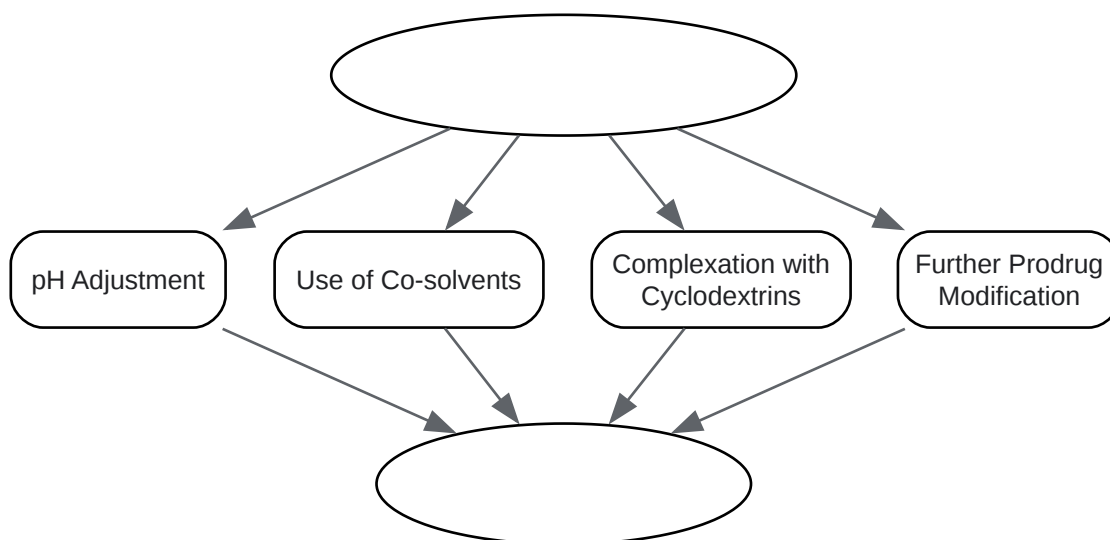 pH Adjustment
Use of Co-solvents
Complexation with
Cyclodextrins
Further Prodrug
Modification